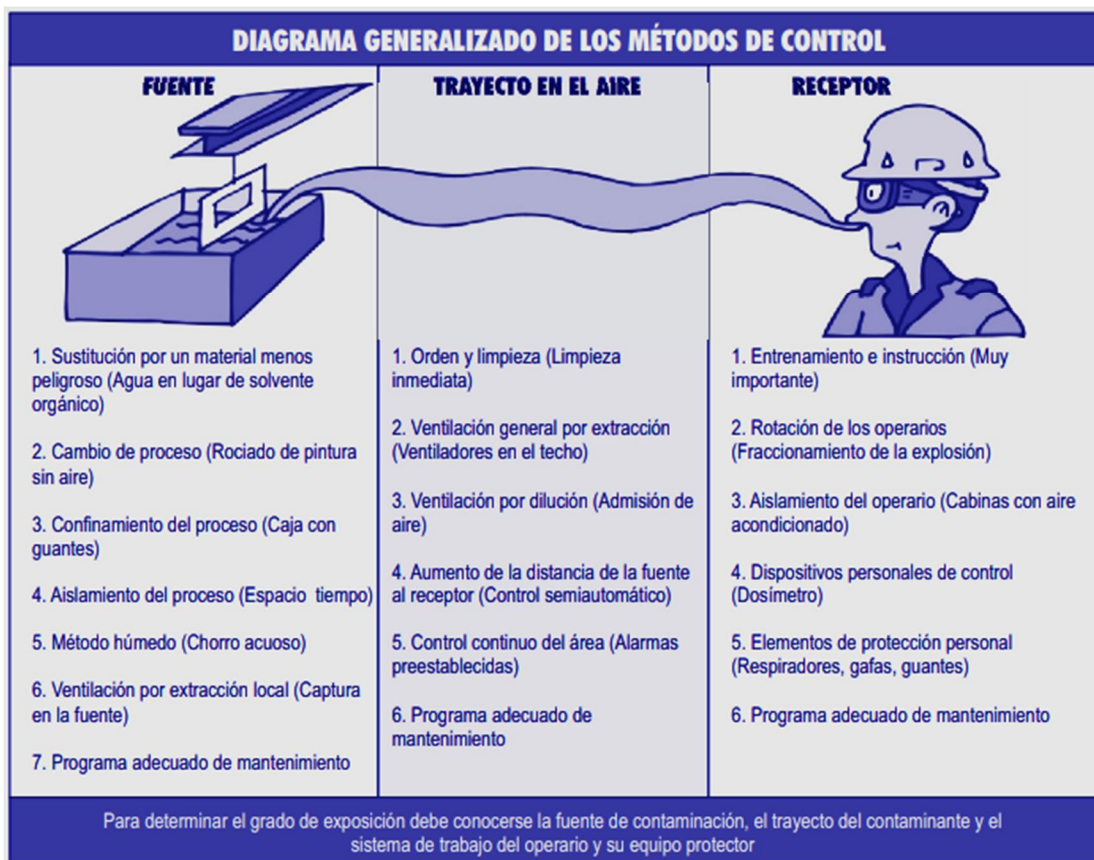 DIAGRAMA GENERALIZADO DE LOS MÉTODOS DE CONTROL
FUENTE
1. Sustitución por un material menos
peligroso (Agua en lugar de solvente
orgánico)
2. Cambio de proceso (Rociado de pintura
sin aire)
3. Confinamiento del proceso (Caja con
guantes)
4. Aislamiento del proceso (Espacio tiempo)
5. Método húmedo (Chorro acuoso)
6. Ventilación por extracción local (Captura
en la fuente)
7. Programa adecuado de mantenimiento
TRAYECTO EN EL AIRE
1. Orden y limpieza (Limpieza
inmediata)
2. Ventilación general por extracción
(Ventiladores en el techo)
3. Ventilación por dilución (Admisión de
aire)
4. Aumento de la distancia de la fuente
al receptor (Control semiautomático)
5. Control continuo del área (Alarmas
preestablecidas)
6. Programa adecuado de
mantenimiento
RECEPTOR
1. Entrenamiento e instrucción (Muy
importante)
2. Rotación de los operarios
(Fraccionamiento de la explosión)
3. Aislamiento del operario (Cabinas con aire
acondicionado)
4. Dispositivos personales de control
(Dosímetro)
5. Elementos de protección personal
(Respiradores, gafas, guantes)
6. Programa adecuado de mantenimiento
Para determinar el grado de exposición debe conocerse la fuente de contaminación, el trayecto del contaminante y el
sistema de trabajo del operario y su equipo protector